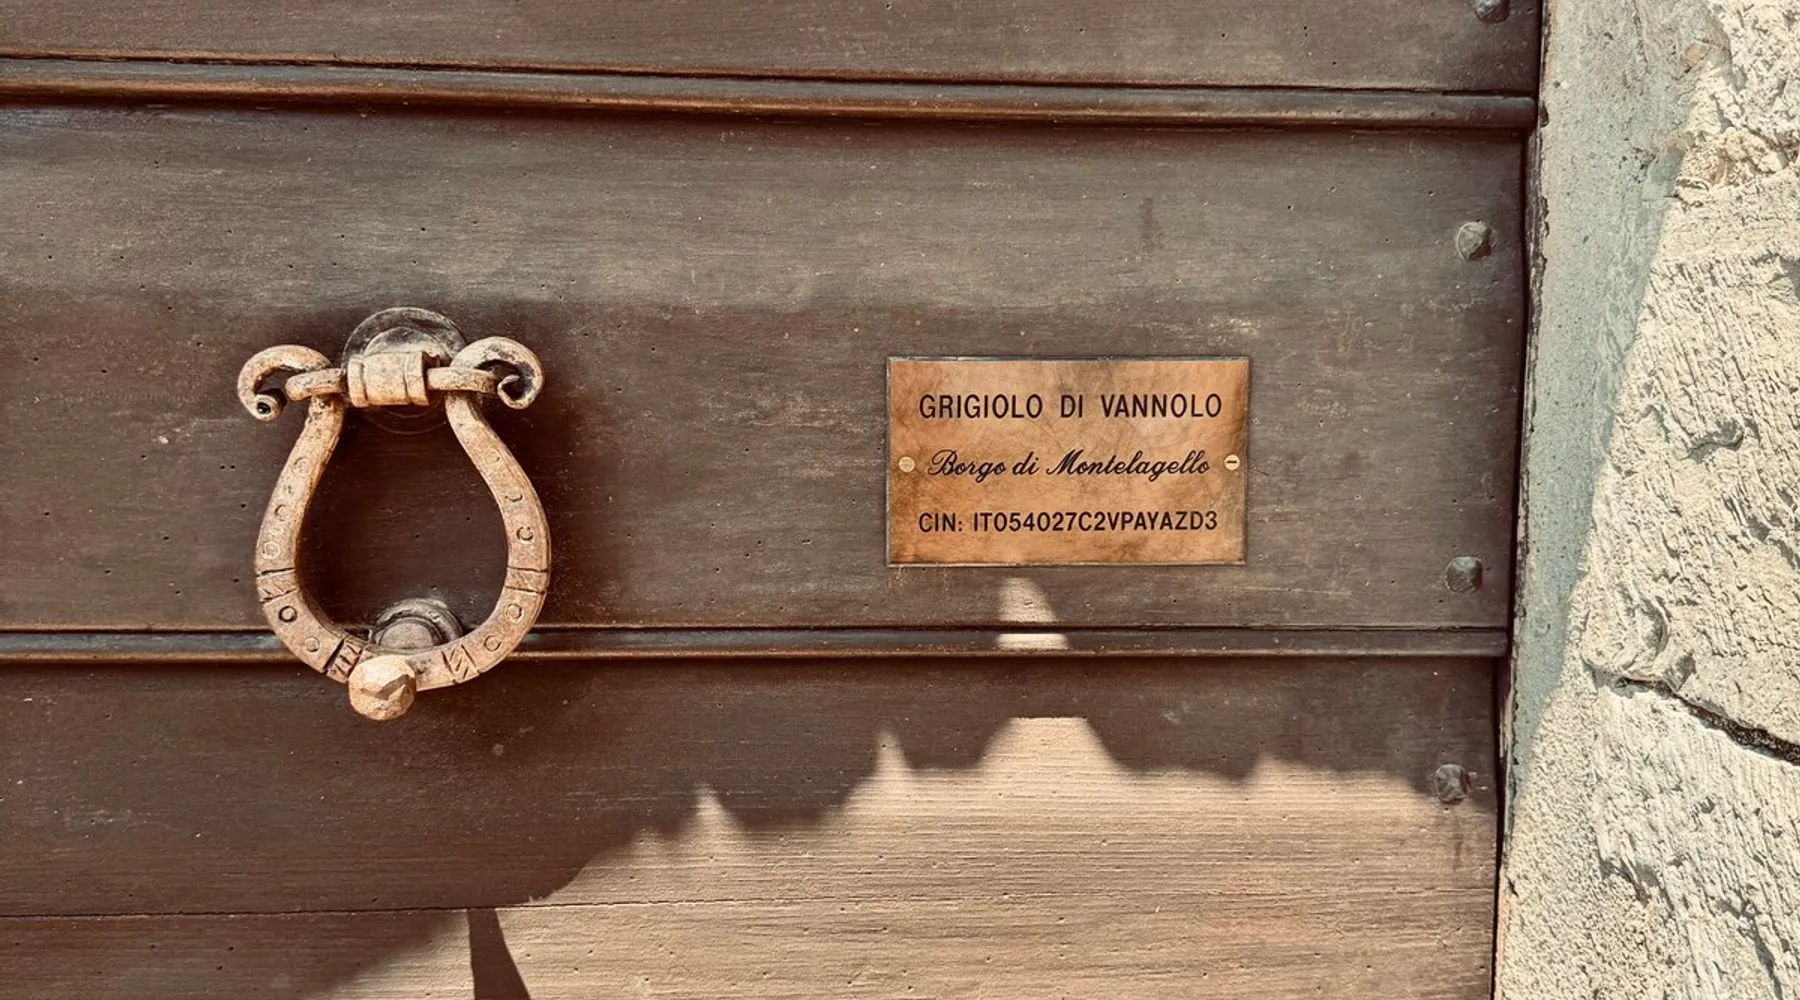 GRIGIOLO DI VANNOLO
Borgo di Montelagello
CIN: IT054027C2VPAYAZD3